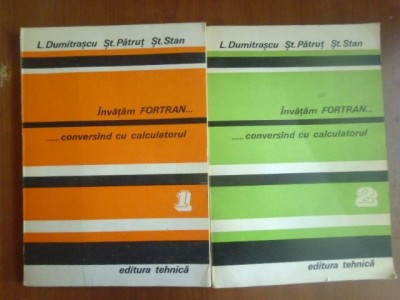 L. Dumitrașcu Șt. Pătruț Șt. Stan
învățăm FORTRAN...
..... conversînd cu calculatorul
1
editura tehnică
L. Dumitrașcu Șt. Pătruț Șt. Stan
învățăm FORTRAN...
..... conversînd cu calculatorul
2
editura tehnică